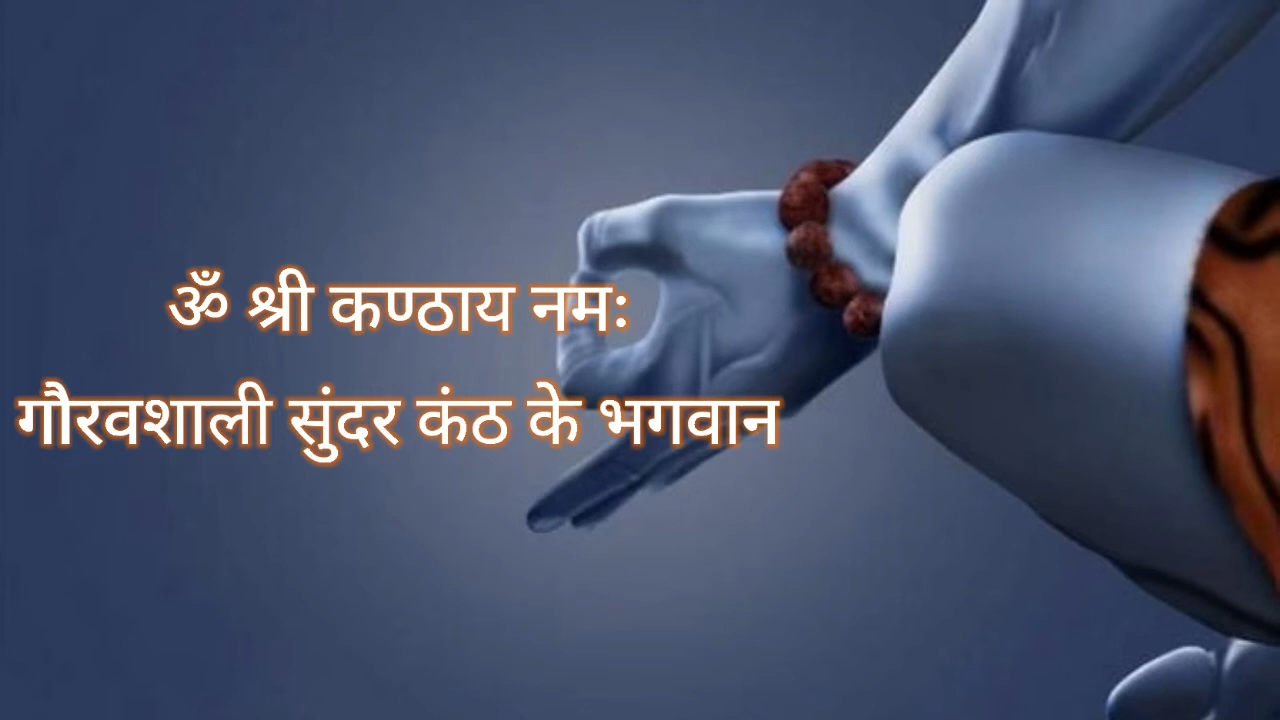 ॐ श्री कण्ठाय नमः
गौरवशाली सुंदर कंठ के भगवान